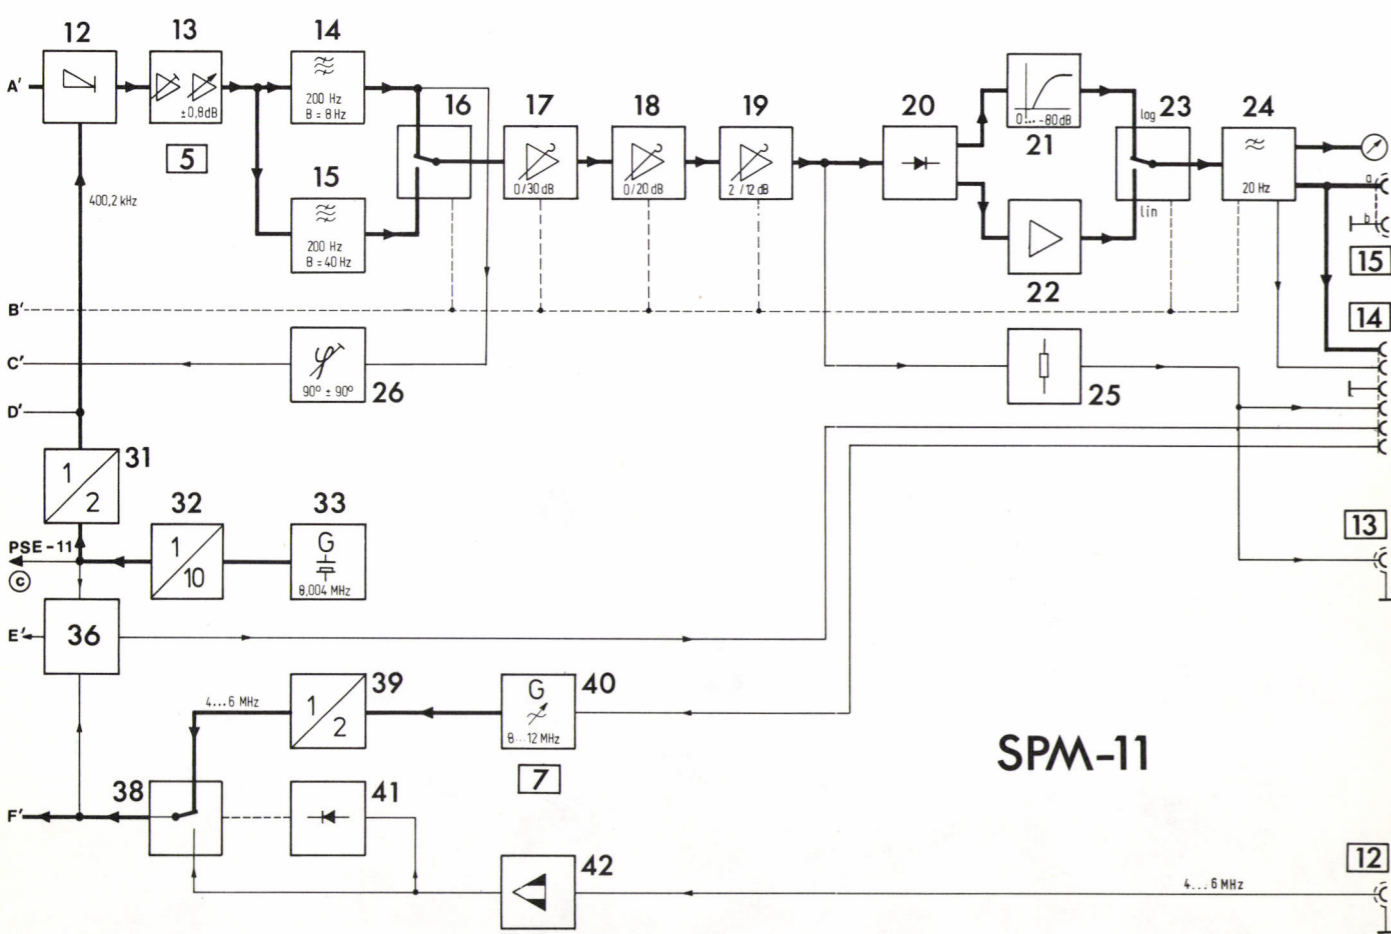 12
13
14
A'
±0,8dB
200 Hz
B = 8Hz
5
16
17
18
19
20
0...-80dB
21
log
23
24
0/30 dB
0/20 dB
2 /12 dB
20 Hz
15
200 Hz
B = 40 Hz
400,2 kHz
a
b
lin
22
15
B'
14
C'
φ
90° ± 90°
26
25
D'
31
1
2
32
33
1
10
G
8,004 MHz
PSE-11
c
13
E'
36
39
1
2
4...6 MHz
G
40
8...12 MHz
7
SPM-11
38
41
F'
42
12
4...6 MHz